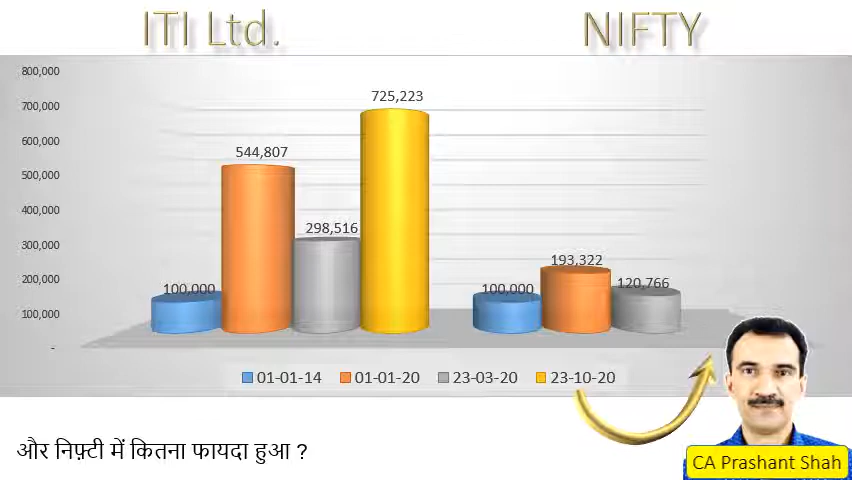 ITI Ltd. NIFTY
800,000
700,000
600,000
500,000
400,000
300,000
200,000
100,000
-
100,000 544,807 298,516 725,223
100,000 193,322 120,766
01-01-14 01-01-20 23-03-20 23-10-20
और निफ़्टी में कितना फायदा हुआ ?
CA Prashant Shah